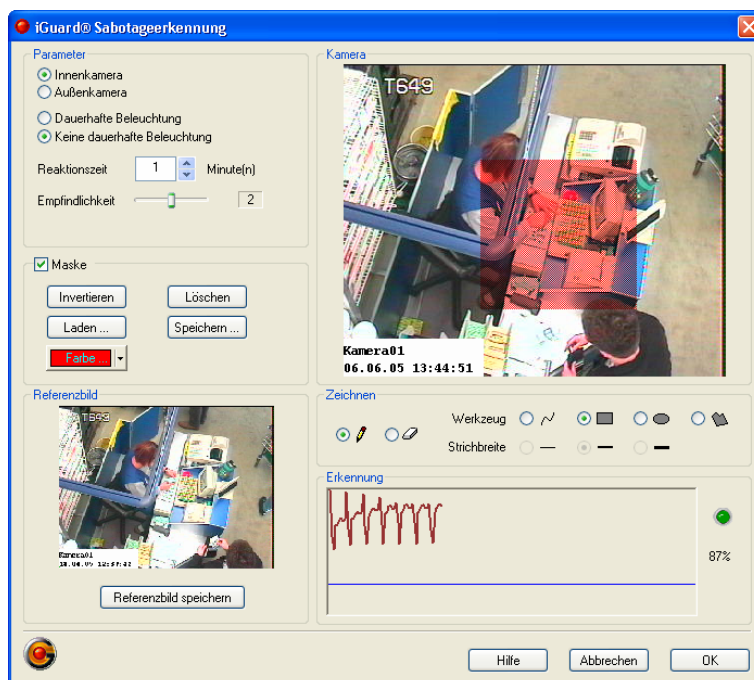 iGuard® Sabotageerkennung
Parameter
Innenkamera
Außenkamera
Dauerhafte Beleuchtung
Keine dauerhafte Beleuchtung
Reaktionszeit 1 Minute(n)
Empfindlichkeit 2
Maske
Invertieren Löschen
Laden ... Speichern ...
Farbe ...
Referenzbild
T649
Kamera01
Referenzbild speichern
Kamera
T649
Kamera01
06.06.05 13:44:51
Zeichnen
Werkzeug
Strichbreite
Erkennung
87%
Hilfe Abbrechen OK